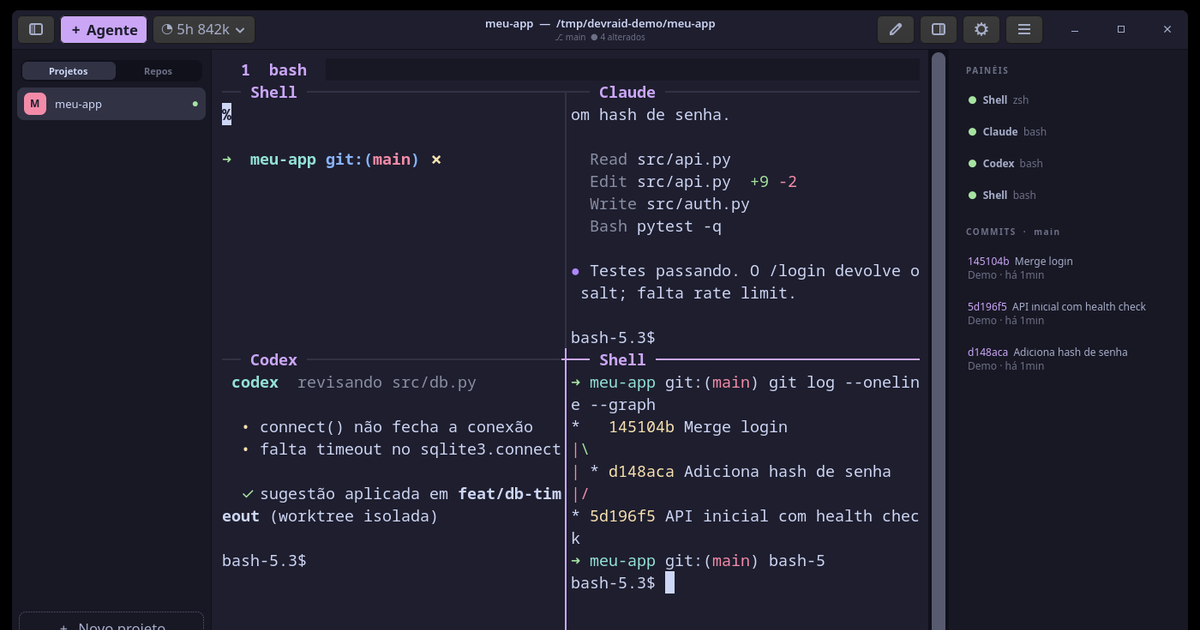 + Agente
5h 842k
meu-app — /tmp/devraid-demo/meu-app
main ● 4 alterados
Projetos
Repos
M meu-app
+ Novo projeto
1 bash
Shell
%
➜ meu-app git:(main) ×
Claude
om hash de senha.
Read src/api.py
Edit src/api.py +9 -2
Write src/auth.py
Bash pytest -q
● Testes passando. O /login devolve o
salt; falta rate limit.
bash-5.3$
Codex
codex revisando src/db.py
• connect() não fecha a conexão
• falta timeout no sqlite3.connect
✓ sugestão aplicada em feat/db-tim
eout (worktree isolada)
bash-5.3$
Shell
➜ meu-app git:(main) git log --onelin
e --graph
* 145104b Merge login
|\
| * d148aca Adiciona hash de senha
|/
* 5d196f5 API inicial com health chec
k
➜ meu-app git:(main) bash-5
bash-5.3$
PAINÉIS
Shell zsh
Claude bash
Codex bash
Shell bash
COMMITS · main
145104b Merge login
Demo · há 1min
5d196f5 API inicial com health check
Demo · há 1min
d148aca Adiciona hash de senha
Demo · há 1min